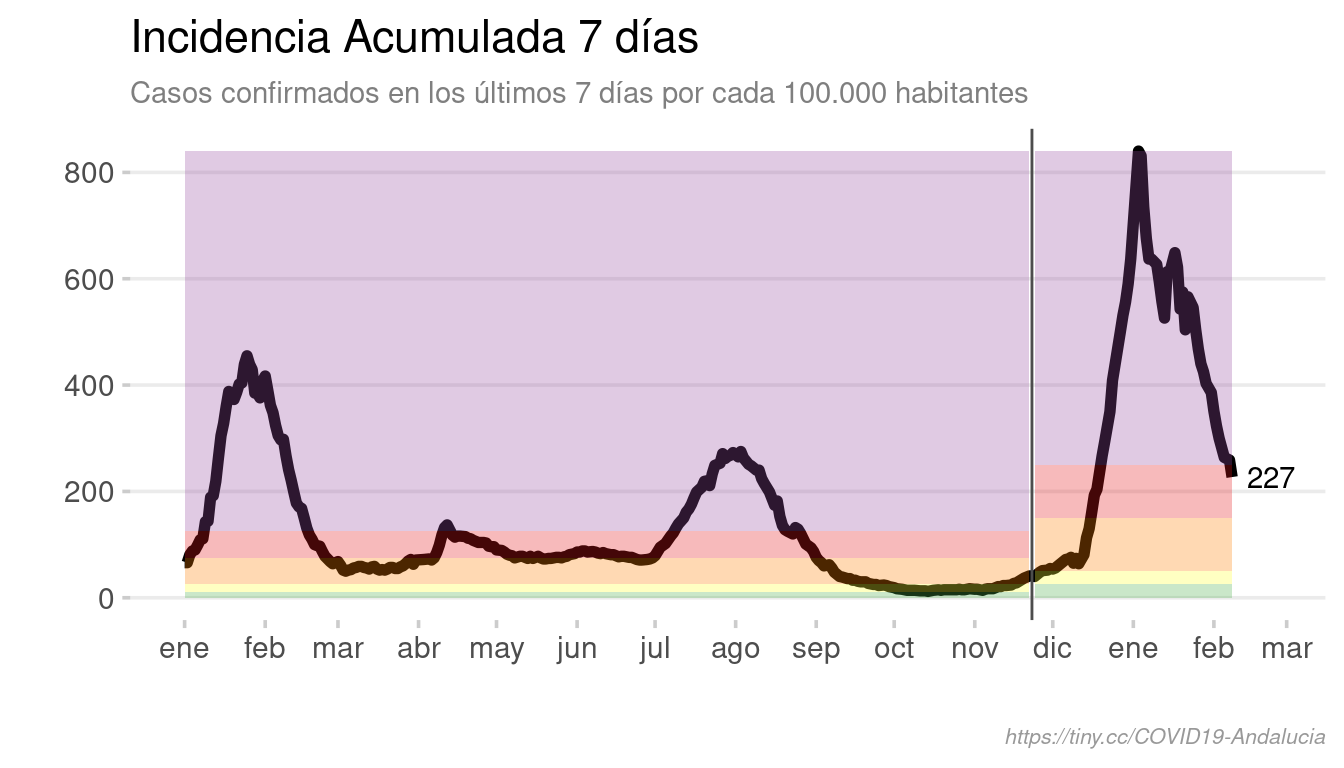 Incidencia Acumulada 7 días
Casos confirmados en los últimos 7 días por cada 100.000 habitantes
800
600
400
200
0
227
ene feb mar abr may jun jul ago sep oct nov dic ene feb mar
https://tiny.cc/COVID19-Andalucia